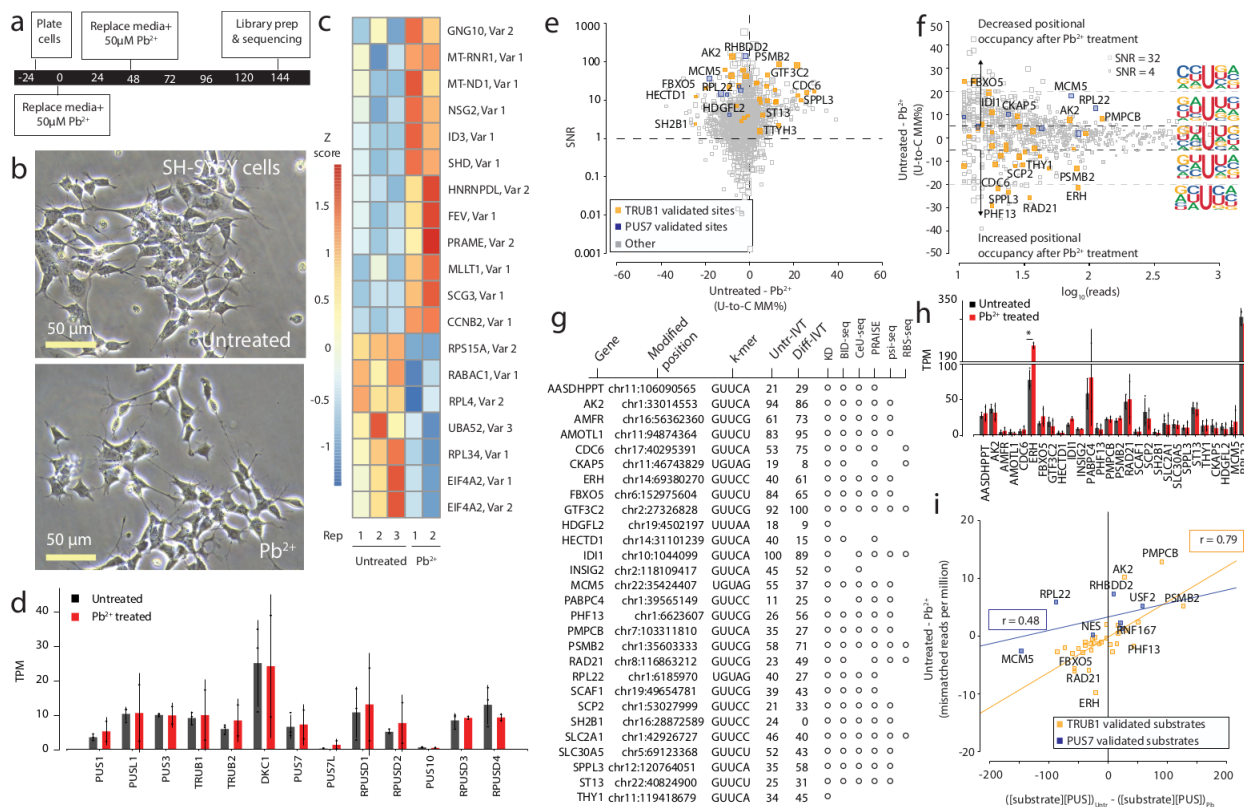 a
Plate cells
Replace media+ 50μM Pb²⁺
Library prep & sequencing
-24 0 24 48 72 96 120 144
Replace media+ 50μM Pb²⁺
b
SH-SY5Y cells
50 μm
Untreated
50 μm
Pb²⁺
c
Z score
1
0.5
0
-0.5
-1
GNG10, Var 2
MT-RNR1, Var 1
MT-ND1, Var 1
NSG2, Var 1
ID3, Var 1
SHD, Var 1
HNRNPDL, Var 2
FEV, Var 1
PRAME, Var 2
MLLT1, Var 1
SCG3, Var 1
CCNB2, Var 1
RPS15A, Var 2
RABAC1, Var 1
RPL4, Var 2
UBA52, Var 3
RPL34, Var 1
EIF4A2, Var 1
EIF4A2, Var 2
Rep 1 2 3 1 2
Untreated Pb²⁺
d
Untreated
Pb²⁺ treated
TPM
40
30
20
10
0
PUS1 PUSL1 PUS3 TRUB1 TRUB2 DKC1 PUS7 PUS7L RPUSD1 RPUSD2 PUS10 RPUSD3 RPUSD4
e
SNR
1000
100
10
1
0.1
0.01
0.001
RHBDD2
AK2
PSMB2
MCM5
GTF3C2
FBXO5
RPL22
CDC6
HECTD1
SPPL3
HDGFL2
ST13
SH2B1
TTYH3
TRUB1 validated sites
PUS7 validated sites
Other
-60 -40 -20 0 20 40 60
Untreated - Pb²⁺
(U-to-C MM%)
f
Decreased positional occupancy after Pb²⁺ treatment
SNR = 32
SNR = 4
Untreated - Pb²⁺
(U-to-C MM%)
50
40
30
20
10
0
-10
-20
-30
-40
-50
FBXO5
MCM5
RPL22
IDI1
CKAP5
AK2
PMPCB
THY1
SCP2
CDC6
PSMB2
SPPL3
ERH
PHF13
RAD21
Increased positional occupancy after Pb²⁺ treatment
1 1.5 2 2.5 3
log₁₀(reads)
g
Gene Modified position k-mer Untr-IVT Diff-IVT KD BID-seq CeU-seq PRAISE psi-seq RBS-seq
AASDHPPT chr11:106090565 GUUCA 21 29
AK2 chr1:33014553 GUUCA 94 86
AMFR chr16:56362360 GUUCG 61 73
AMOTL1 chr11:94874364 GUUCU 83 95
CDC6 chr17:40295391 GUUCA 53 75
CKAP5 chr11:46743829 UGUAG 19 8
ERH chr14:69380270 GUUCC 40 61
FBXO5 chr6:152975604 GUUCU 84 65
GTF3C2 chr2:27326828 GUUCG 92 100
HDGFL2 chr19:4502197 UUUAA 18 9
HECTD1 chr14:31101239 GUUCA 40 15
IDI1 chr10:1044099 GUUCA 100 89
INSIG2 chr2:118109417 GUUCA 45 52
MCM5 chr22:35424407 UGUAG 55 37
PABPC4 chr1:39565149 GUUCC 11 25
PHF13 chr1:6623607 GUUCG 26 56
PMPCB chr7:103311810 GUUCA 35 27
PSMB2 chr1:35603333 GUUCG 58 71
RAD21 chr8:116863212 GUUCG 23 49
RPL22 chr1:6185970 UGUAG 40 27
SCAF1 chr19:49654781 GUUCG 39 43
SCP2 chr1:53027999 GUUCC 21 33
SH2B1 chr16:28872589 GUUCC 24 0
SLC2A1 chr1:42926727 GUUCC 46 40
SLC30A5 chr5:69123368 GUUCU 52 43
SPPL3 chr12:120764051 GUUCA 35 58
ST13 chr22:40824900 GUUCU 25 31
THY1 chr11:119418679 GUUCA 34 45
h
Untreated
Pb²⁺ treated
*
TPM
350
190
100
50
0
AASDHPPT AK2 AMFR AMOTL1 CDC6 ERH FBXO5 GTF3C2 HECTD1 IDI1 INSIG2 PABPC4 PHF13 PMPCB PSMB2 RAD21 SCAF1 SCP2 SH2B1 SLC2A1 SLC30A5 SPPL3 ST13 THY1 CKAP5 HDGFL2 MCM5 RPL22
i
Untreated - Pb²⁺
(mismatched reads per million)
20
10
0
-10
-20
r = 0.79
PMPCB
AK2
RHBDD2
RPL22
USF2
PSMB2
r = 0.48
NES
RNF167
MCM5
FBXO5
PHF13
RAD21
ERH
TRUB1 validated substrates
PUS7 validated substrates
-200 -100 0 100 200
([substrate][PUS])Untr - ([substrate][PUS])Pb